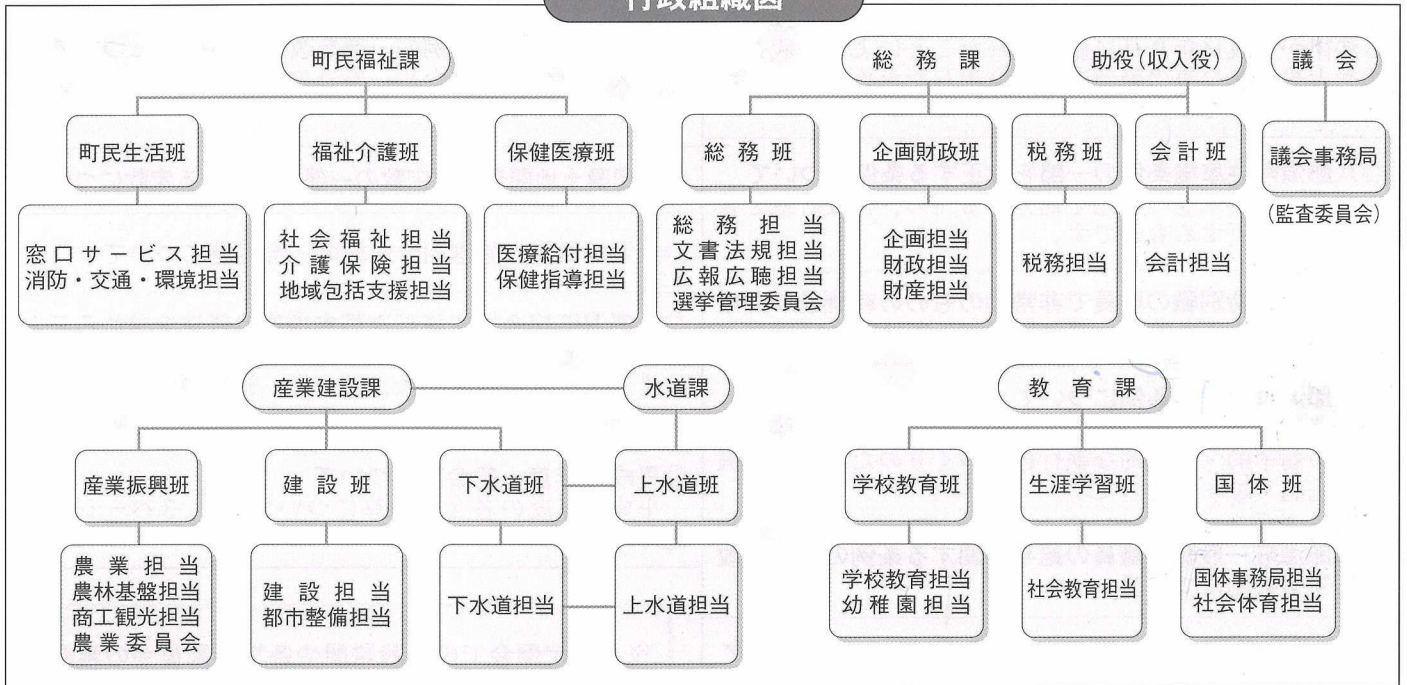 行政組織図
町民福祉課
総務課
助役(収入役)
議会
町民生活班
福祉介護班
保健医療班
総務班
企画財政班
税務班
会計班
議会事務局
(監査委員会)
窓口サービス担当
消防・交通・環境担当
社会福祉担当
介護保険担当
地域包括支援担当
医療給付担当
保健指導担当
総務担当
文書法規担当
広報広聴担当
選挙管理委員会
企画担当
財政担当
財産担当
税務担当
会計担当
産業建設課
水道課
教育課
産業振興班
建設班
下水道班
上水道班
学校教育班
生涯学習班
国体班
農業担当
農林基盤担当
商工観光担当
農業委員会
建設担当
都市整備担当
下水道担当
上水道担当
学校教育担当
幼稚園担当
社会教育担当
国体事務局担当
社会体育担当